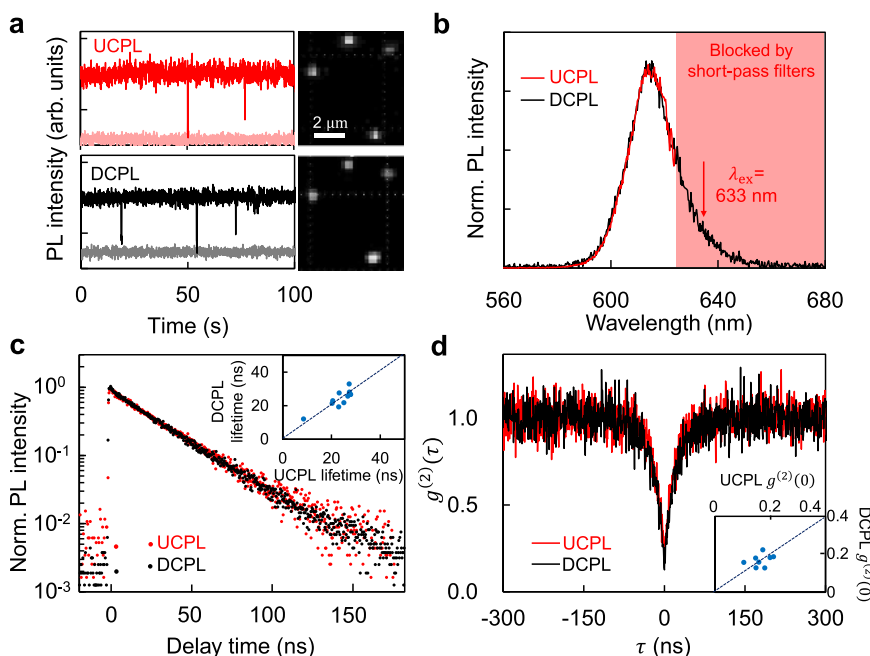 a
PL intensity (arb. units)
UCPL
2 μm
DCPL
0 50 100
Time (s)
b
Norm. PL intensity
UCPL
DCPL
Blocked by
short-pass filters
λex=
633 nm
560 600 640 680
Wavelength (nm)
c
Norm. PL intensity
10^0
10^-1
10^-2
10^-3
UCPL
DCPL
0 50 100 150
Delay time (ns)
DCPL
lifetime (ns)
40
20
0
0 20 40
UCPL lifetime (ns)
d
g^(2)(τ)
1.0
0.5
0.0
UCPL
DCPL
-300 -150 0 150 300
τ (ns)
UCPL g^(2)(0)
0 0.2 0.4
0.4
0.2
0
DCPL g^(2)(0)